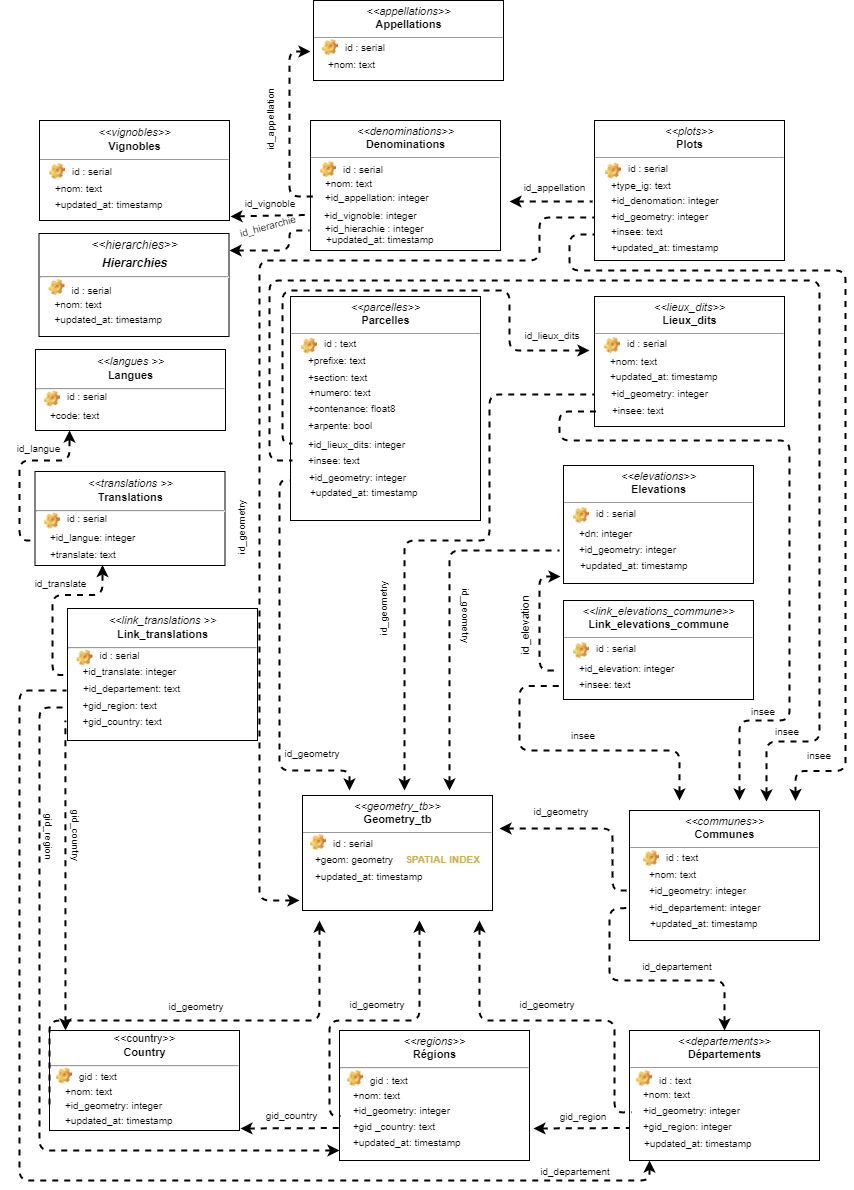 <<appellations>>
Appellations
id : serial
+nom: text
id_appellation
<<vignobles>>
Vignobles
id : serial
+nom: text
+updated_at: timestamp
<<denominations>>
Denominations
id : serial
+nom: text
+id_appellation: integer
+id_vignoble: integer
+id_hierachie : integer
+updated_at: timestamp
<<plots>>
Plots
id : serial
+type_ig: text
+id_denomation: integer
+id_geometry: integer
+insee: text
+updated_at: timestamp
id_appellation
id_vignoble
id_hierarchie
<<hierarchies>>
Hierarchies
id : serial
+nom: text
+updated_at: timestamp
<<parcelles>>
Parcelles
id : text
+prefixe: text
+section: text
+numero: text
+contenance: float8
+arpente: bool
+id_lieux_dits: integer
+insee: text
+id_geometry: integer
+updated_at: timestamp
id_lieux_dits
<<lieux_dits>>
Lieux_dits
id : serial
+nom: text
+updated_at: timestamp
+id_geometry: integer
+insee: text
<<langues >>
Langues
id : serial
+code: text
id_langue
<<translations >>
Translations
id : serial
+id_langue: integer
+translate: text
id_geometry
<<elevations>>
Elevations
id : serial
+dn: integer
+id_geometry: integer
+updated_at: timestamp
id_translate
id_geometry
id_geometry
id_elevation
<<link_translations >>
Link_translations
id : serial
+id_translate: integer
+id_departement: text
+gid_region: text
+gid_country: text
<<link_elevations_commune>>
Link_elevations_commune
id : serial
+id_elevation: integer
+insee: text
insee
insee
insee
insee
id_geometry
gid_region
gid_country
<<geometry_tb>>
Geometry_tb
id : serial
+geom: geometry SPATIAL INDEX
+updated_at: timestamp
id_geometry
<<communes>>
Communes
id : text
+nom: text
+id_geometry: integer
+id_departement: integer
+updated_at: timestamp
id_departement
id_geometry
id_geometry
id_geometry
<<country>>
Country
gid : text
+nom: text
+id_geometry: integer
+updated_at: timestamp
gid_country
<<regions>>
Régions
gid : text
+nom: text
+id_geometry: integer
+gid _country: text
+updated_at: timestamp
gid_region
<<departements>>
Départements
id : text
+nom: text
+id_geometry: integer
+gid_region: integer
+updated_at: timestamp
id_departement